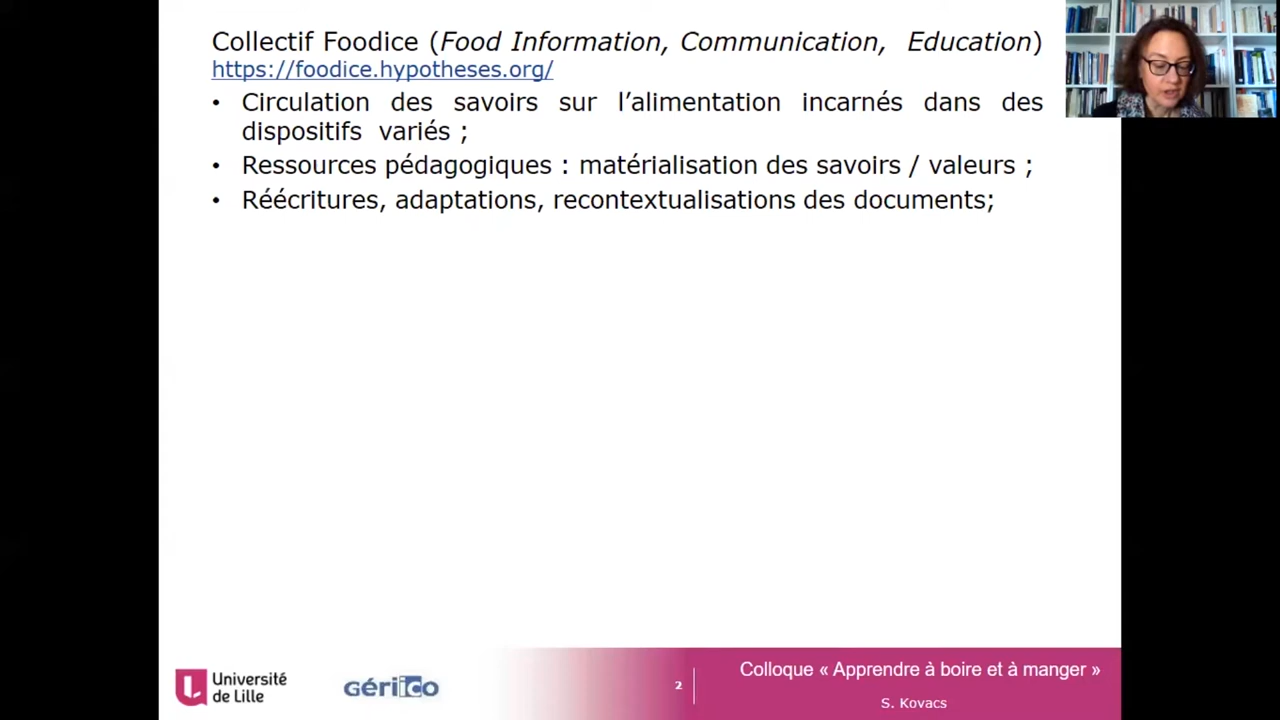 Collectif Foodice (Food Information, Communication, Education)
https://foodice.hypotheses.org/
• Circulation des savoirs sur l’alimentation incarnés dans des
dispositifs variés ;
• Ressources pédagogiques : matérialisation des savoirs / valeurs ;
• Réécritures, adaptations, recontextualisations des documents;
Université
de Lille
gériico
2
Colloque « Apprendre à boire et à manger »
S. Kovacs